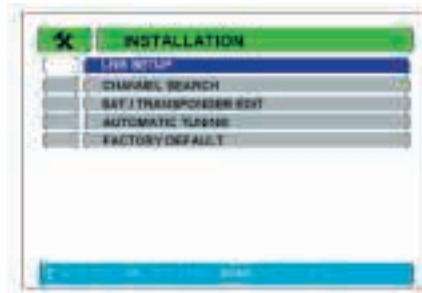 INSTALLATION
LNB SETUP
CHANNEL SEARCH
SAT / TRANSPONDER EDIT
AUTOMATIC TUNING
FACTORY DEFAULT